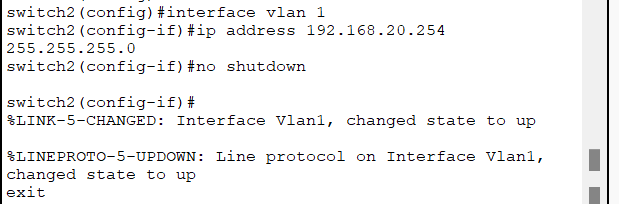 switch2(config)#interface vlan 1
switch2(config-if)#ip address 192.168.20.254
255.255.255.0
switch2(config-if)#no shutdown
switch2(config-if)#
%LINK-5-CHANGED: Interface Vlan1, changed state to up
%LINEPROTO-5-UPDOWN: Line protocol on Interface Vlan1,
changed state to up
exit